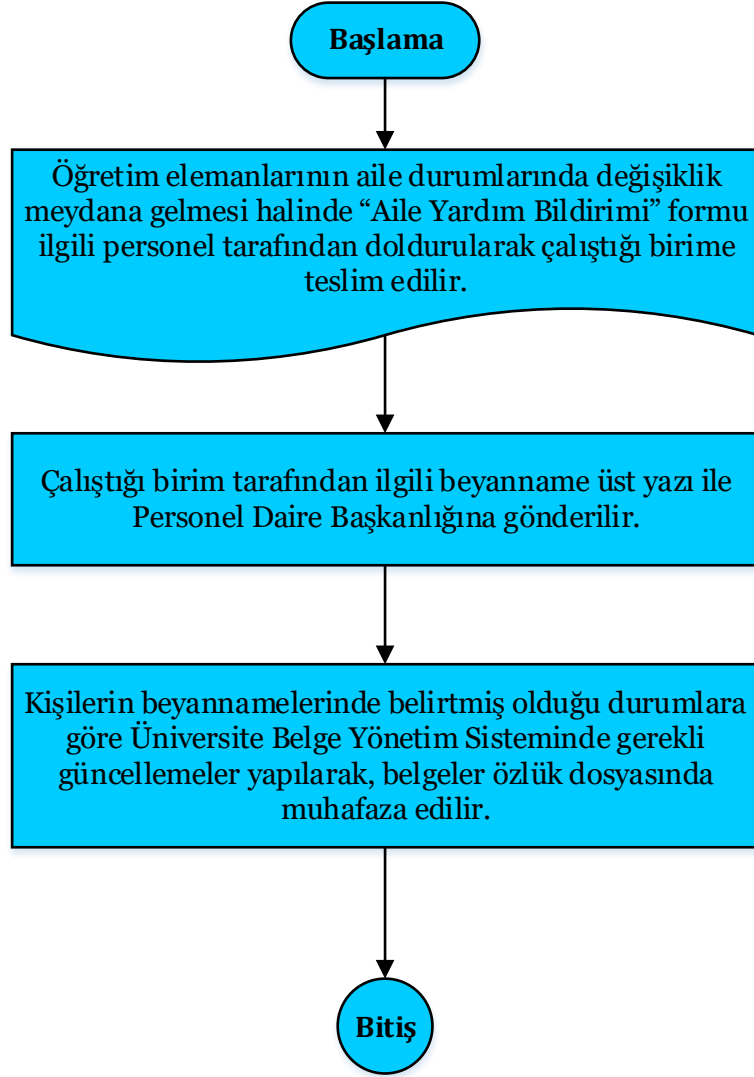 Başlama
Öğretim elemanlarının aile durumlarında değişiklik
meydana gelmesi halinde “Aile Yardım Bildirimi” formu
ilgili personel tarafından doldurularak çalıştığı birime
teslim edilir.
Çalıştığı birim tarafından ilgili beyanname üst yazı ile
Personel Daire Başkanlığına gönderilir.
Kişilerin beyannamelerinde belirtmiş olduğu durumlara
göre Üniversite Belge Yönetim Sisteminde gerekli
güncellemeler yapılarak, belgeler özlük dosyasında
muhafaza edilir.
Bitiş